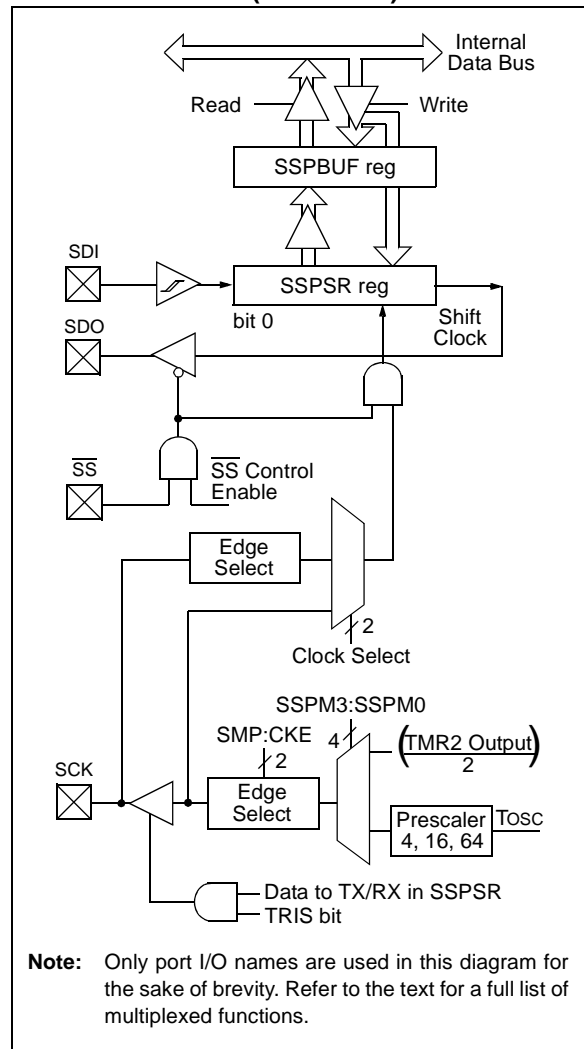 Internal
Data Bus
Read
Write
SSPBUF reg
SDI
SSPSR reg
bit 0
Shift
Clock
SDO
SS
SS Control
Enable
Edge
Select
2
Clock Select
SSPM3:SSPM0
SMP:CKE
4
(TMR2 Output)
2
2
SCK
Edge
Select
Prescaler
4, 16, 64
TOSC
Data to TX/RX in SSPSR
TRIS bit
Note: Only port I/O names are used in this diagram for
the sake of brevity. Refer to the text for a full list of
multiplexed functions.